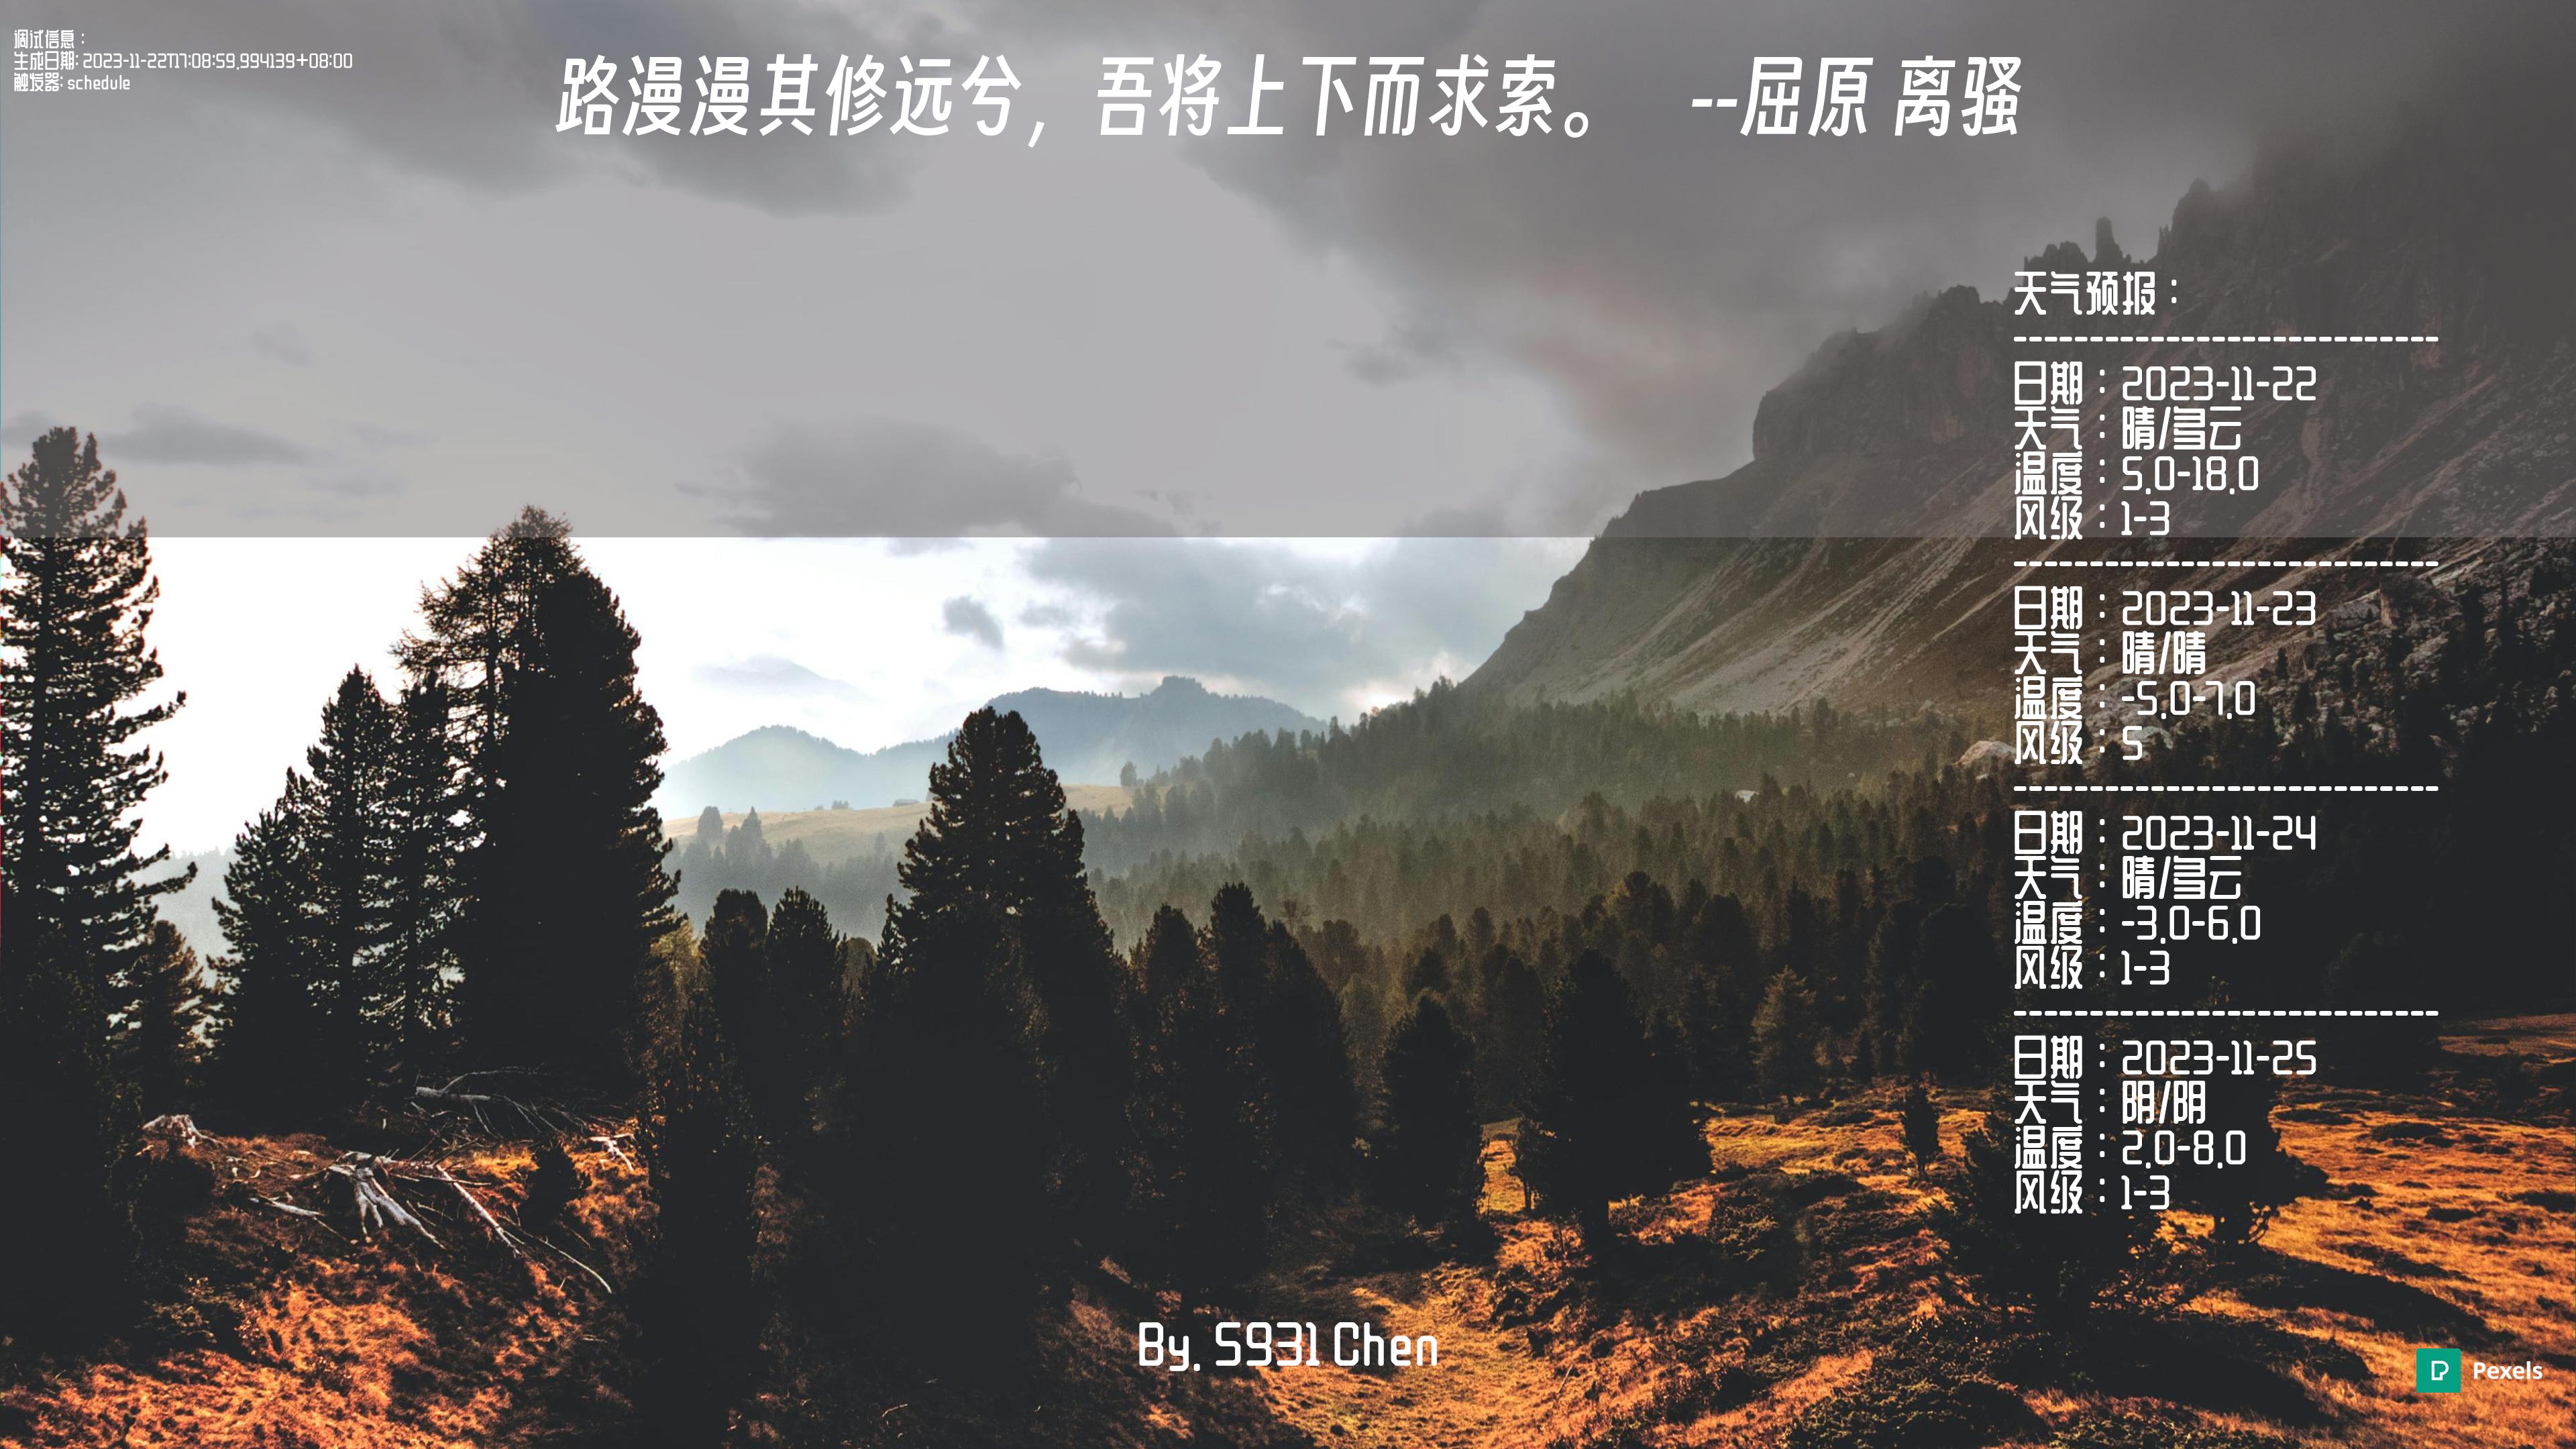 调试信息：
生成日期: 2023-11-22T17:08:59.994139+08:00
触发器: schedule
路漫漫其修远兮，吾将上下而求索。 --屈原 离骚
天气预报：
----------------------------
日期：2023-11-22
天气：晴/多云
温度：5.0-18.0
风级：1-3
----------------------------
日期：2023-11-23
天气：晴/晴
温度：-5.0-7.0
风级：5
----------------------------
日期：2023-11-24
天气：晴/多云
温度：-3.0-6.0
风级：1-3
----------------------------
日期：2023-11-25
天气：阴/阴
温度：2.0-8.0
风级：1-3
By. S931 Chen
Pexels